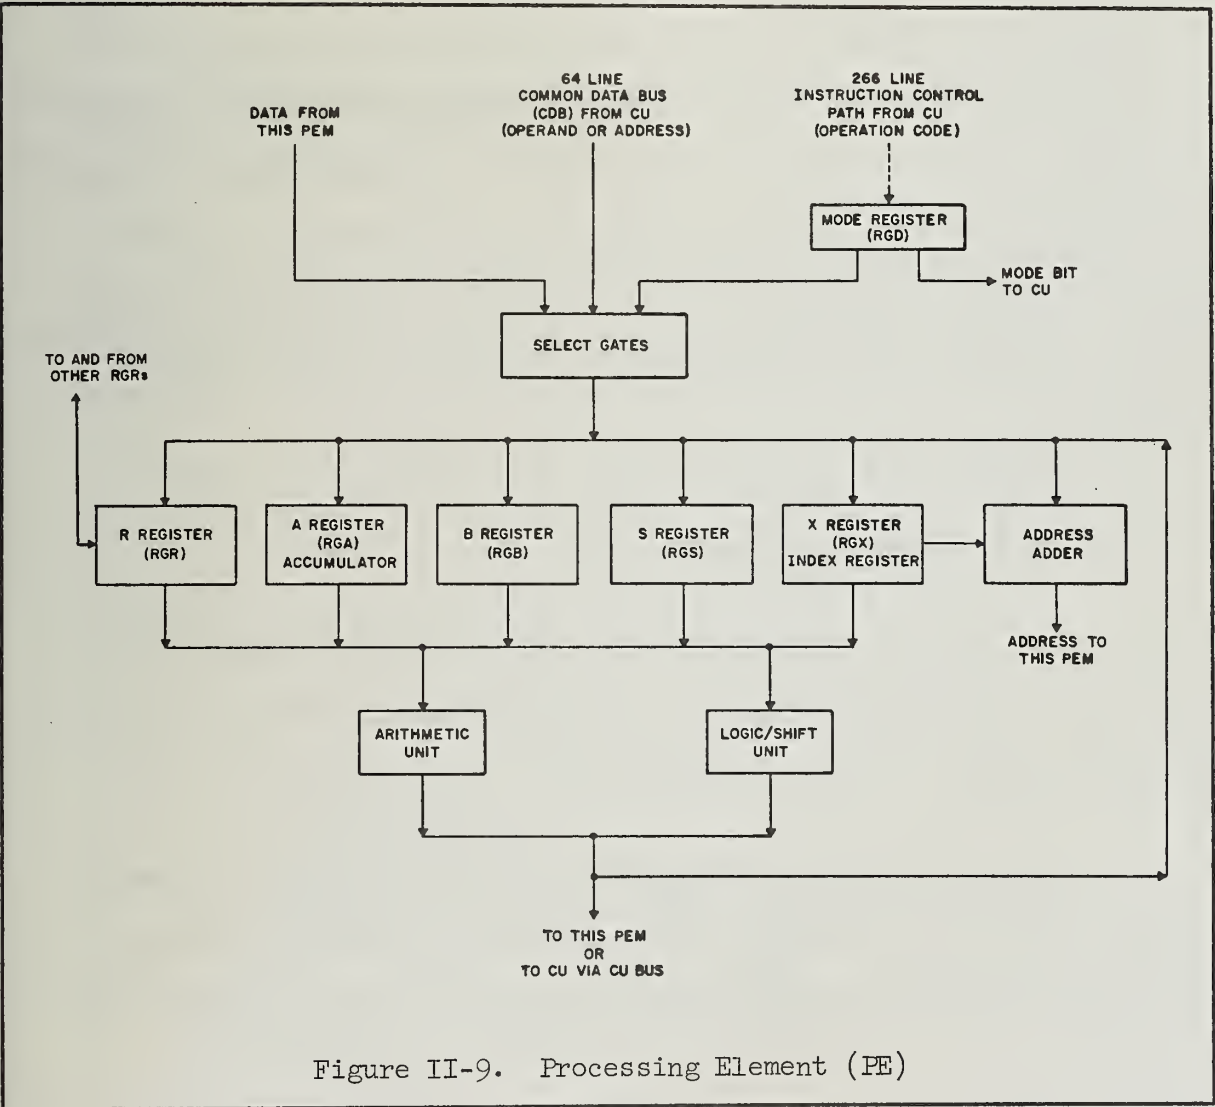 DATA FROM
THIS PEM
64 LINE
COMMON DATA BUS
(CDB) FROM CU
(OPERAND OR ADDRESS)
266 LINE
INSTRUCTION CONTROL
PATH FROM CU
(OPERATION CODE)
MODE REGISTER
(RGD)
MODE BIT
TO CU
SELECT GATES
TO AND FROM
OTHER RGRs
R REGISTER
(RGR)
A REGISTER
(RGA)
ACCUMULATOR
B REGISTER
(RGB)
S REGISTER
(RGS)
X REGISTER
(RGX)
INDEX REGISTER
ADDRESS
ADDER
ADDRESS TO
THIS PEM
ARITHMETIC
UNIT
LOGIC/SHIFT
UNIT
TO THIS PEM
OR
TO CU VIA CU BUS
Figure II-9. Processing Element (PE)